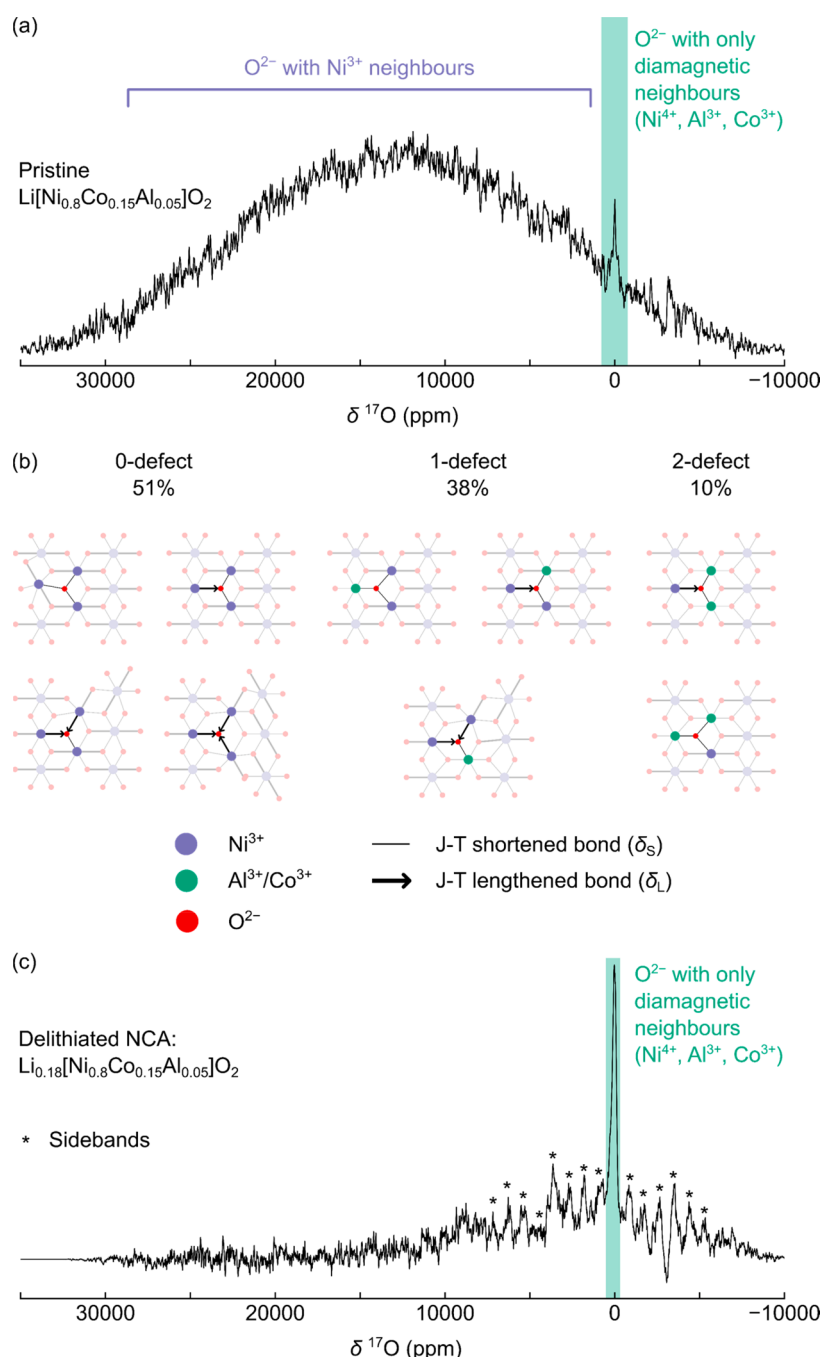 (a)
O²⁻ with Ni³⁺ neighbours
O²⁻ with only
diamagnetic
neighbours
(Ni⁴⁺, Al³⁺, Co³⁺)
Pristine
Li[Ni₀.₈Co₀.₁₅Al₀.₀₅]O₂
30000 20000 10000 0 −10000
δ ¹⁷O (ppm)
(b)
0-defect 1-defect 2-defect
51% 38% 10%
Ni³⁺ J-T shortened bond (δS)
Al³⁺/Co³⁺ J-T lengthened bond (δL)
O²⁻
(c)
O²⁻ with only
diamagnetic
neighbours
(Ni⁴⁺, Al³⁺, Co³⁺)
Delithiated NCA:
Li₀.₁₈[Ni₀.₈Co₀.₁₅Al₀.₀₅]O₂
* Sidebands
* * * * * * * * * * * * * *
30000 20000 10000 0 −10000
δ ¹⁷O (ppm)